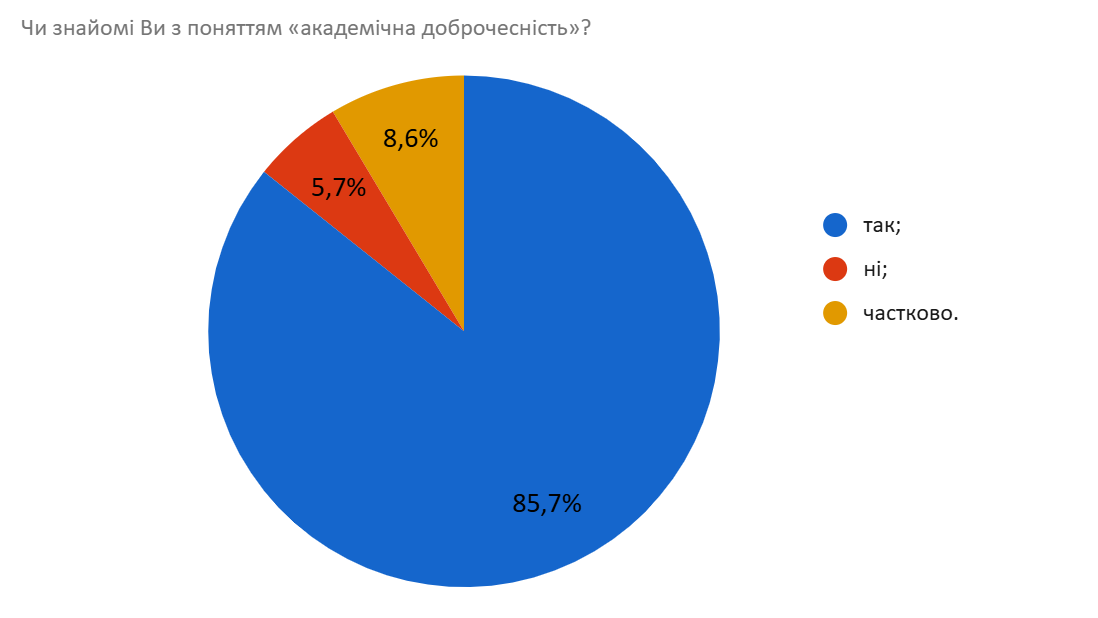 Чи знайомі Ви з поняттям «академічна доброчесність»?
8,6%
5,7%
85,7%
так;
ні;
частково.